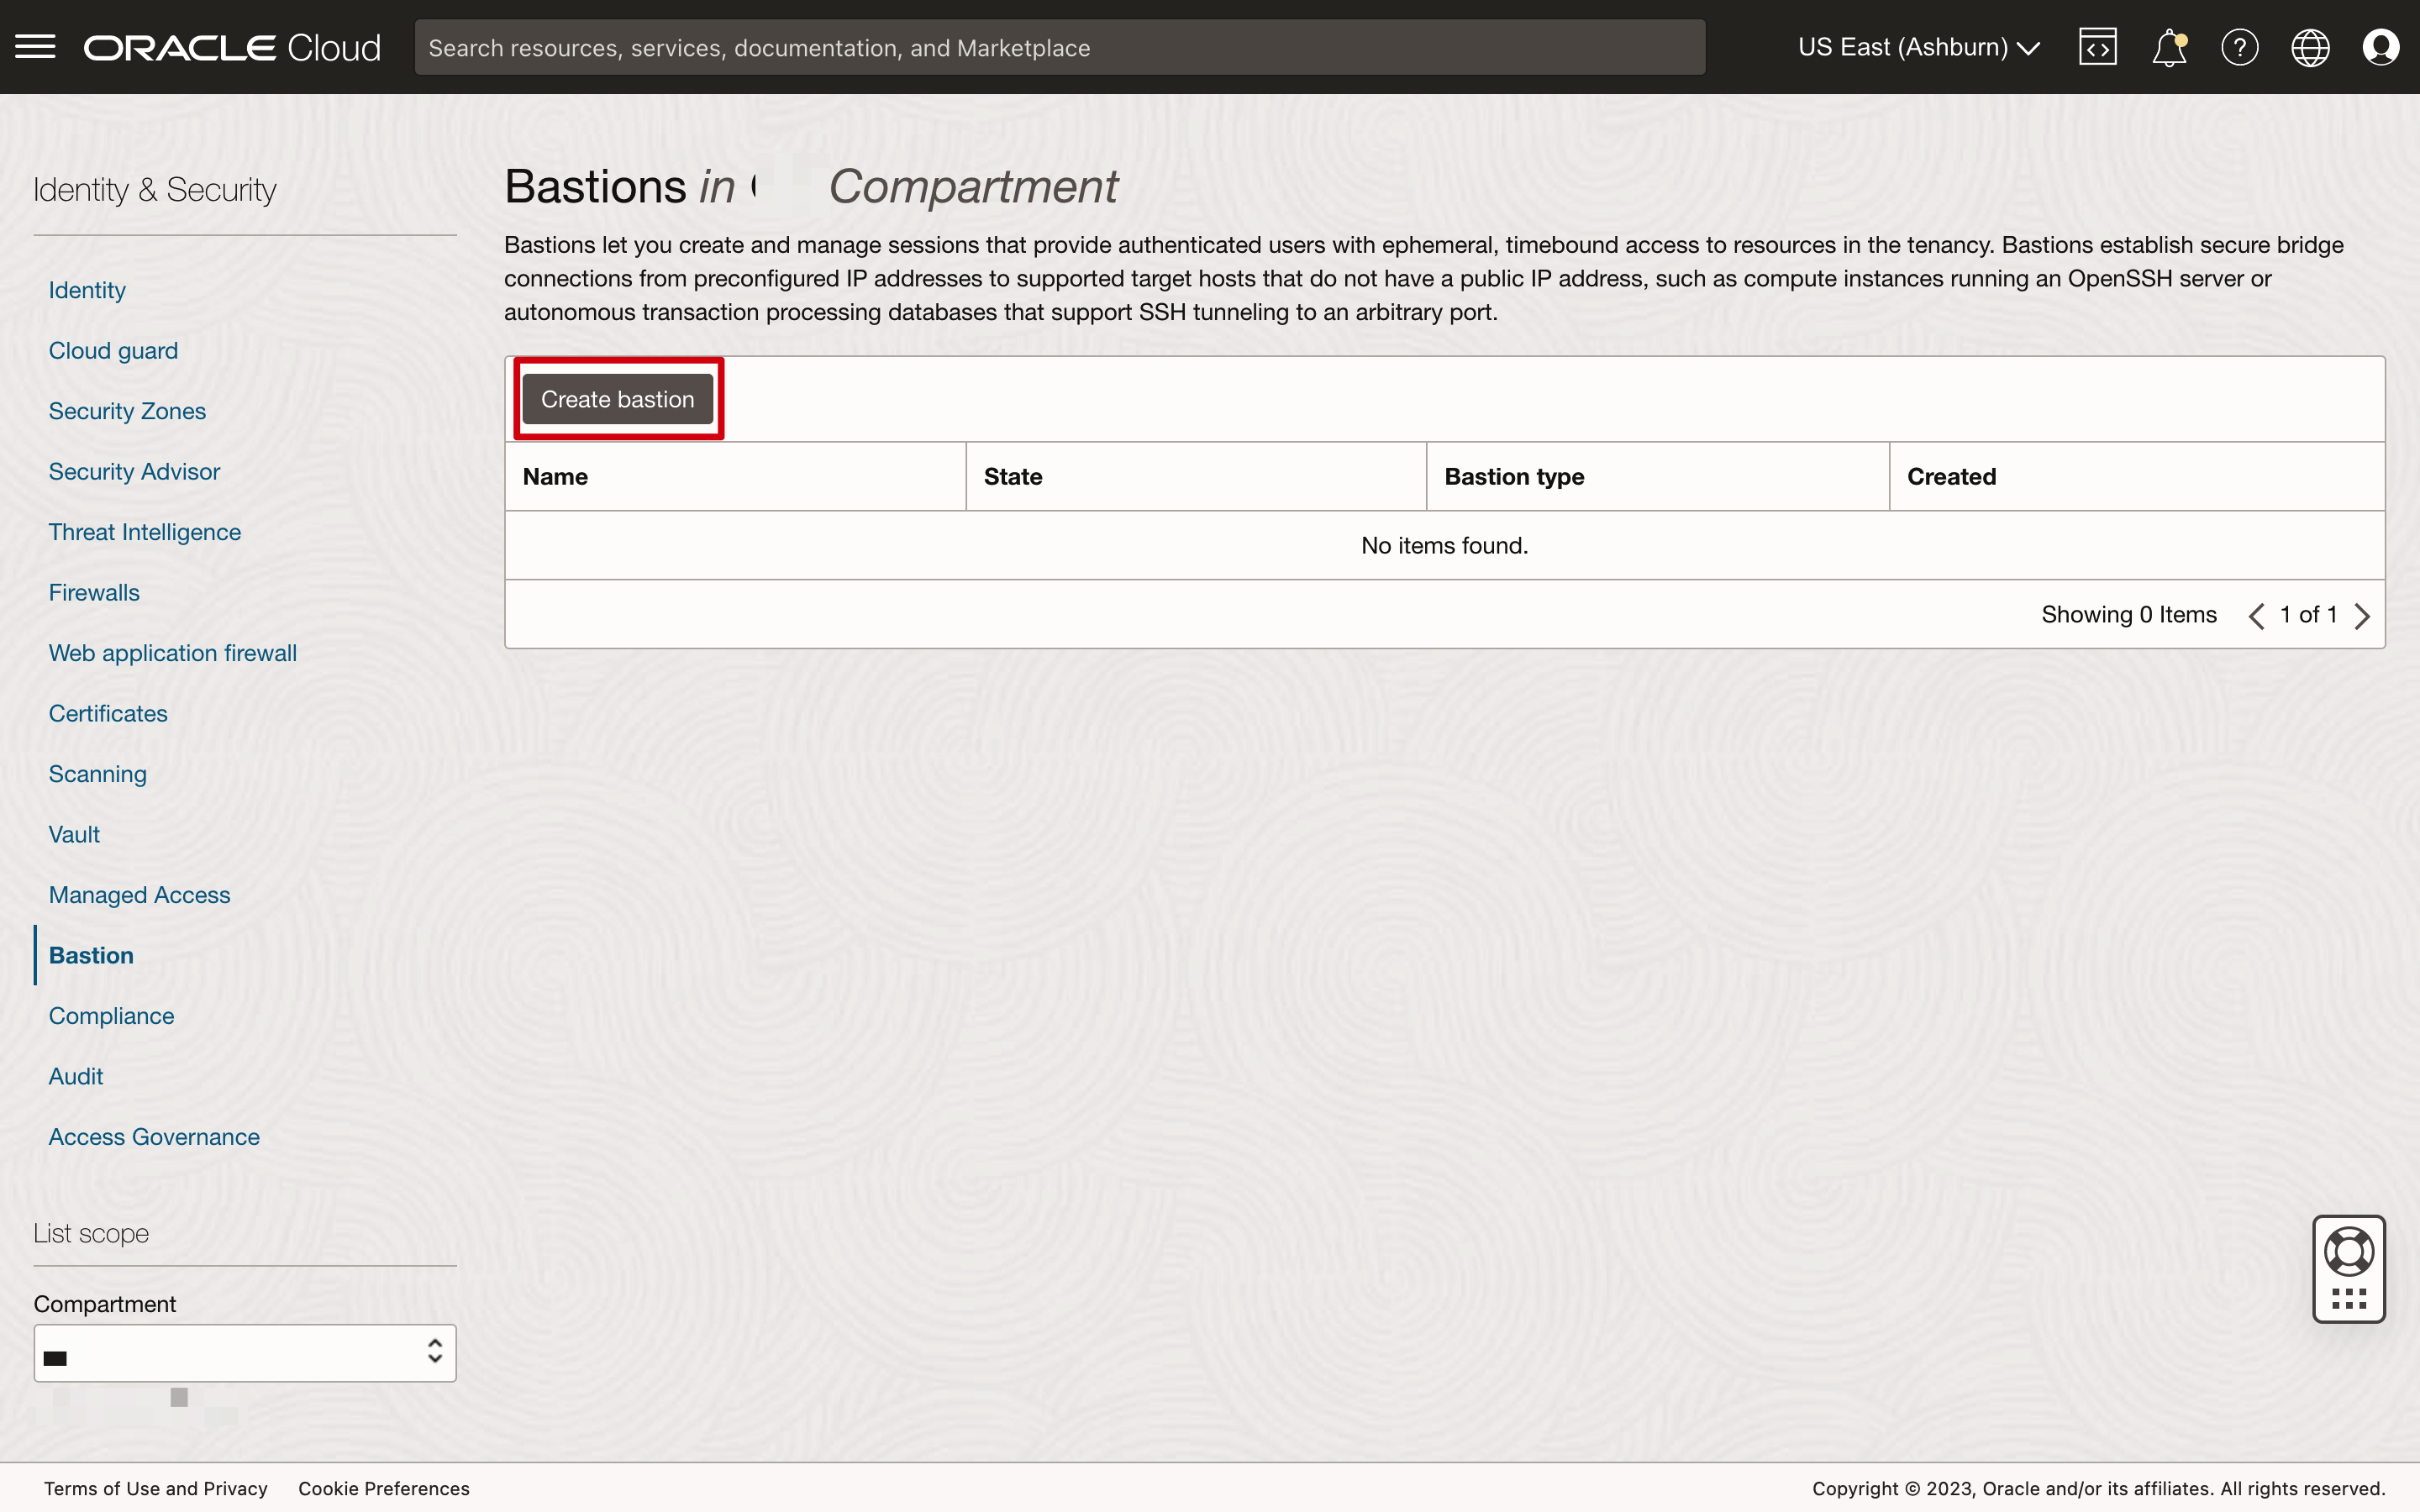 ORACLE Cloud
Search resources, services, documentation, and Marketplace
US East (Ashburn)
Identity & Security
Identity
Cloud guard
Security Zones
Security Advisor
Threat Intelligence
Firewalls
Web application firewall
Certificates
Scanning
Vault
Managed Access
Bastion
Compliance
Audit
Access Governance
List scope
Compartment
Bastions in Compartment
Bastions let you create and manage sessions that provide authenticated users with ephemeral, timebound access to resources in the tenancy. Bastions establish secure bridge
connections from preconfigured IP addresses to supported target hosts that do not have a public IP address, such as compute instances running an OpenSSH server or
autonomous transaction processing databases that support SSH tunneling to an arbitrary port.
Create bastion
Name State Bastion type Created
No items found.
Showing 0 Items 1 of 1
Terms of Use and Privacy Cookie Preferences
Copyright © 2023, Oracle and/or its affiliates. All rights reserved.